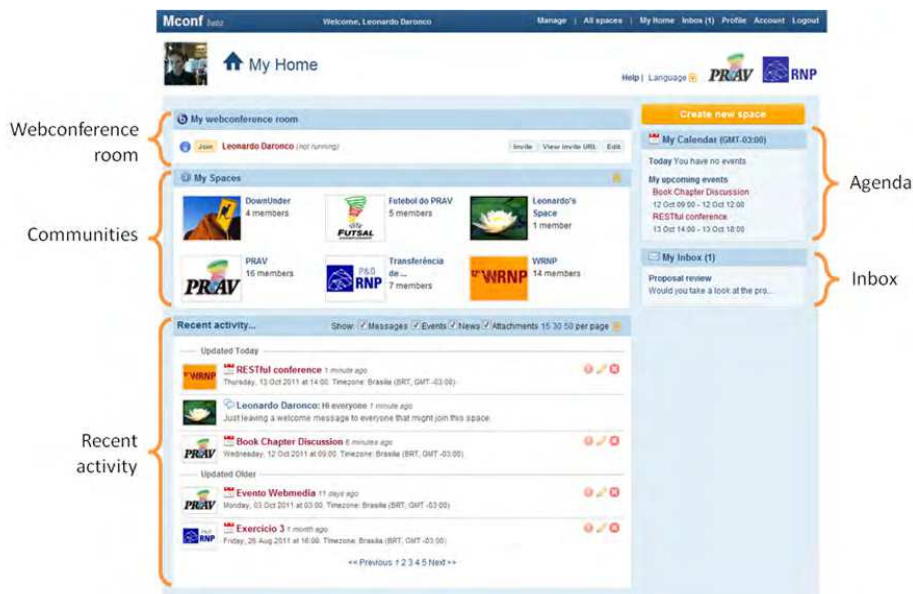 Mconf beta Welcome, Leonardo Daronco Manage | All spaces | My Home Inbox (1) Profile Account Logout
My Home
Help | Language PRAV RNP
Webconference room
My webconference room
Join Leonardo Daronco (not running) Invite View Invite URL Edit
Communities
My Spaces
DownUnder
4 members
FUTSAL
Futebol do PRAV
5 members
Leonardo's Space
1 member
PRAV
PRAV
16 members
P&D RNP
Transferência de ...
7 members
WRNP
WRNP
14 members
Recent activity
Recent activity... Show: Messages Events News Attachments 15 30 50 per page
Updated Today
WRNP
RESTful conference 1 minute ago
Thursday, 13 Oct 2011 at 14:00. Timezone: Brasilia (BRT, GMT -03:00)
Leonardo Daronco: Hi everyone 1 minute ago
Just leaving a welcome message to everyone that might join this space.
PRAV
Book Chapter Discussion 6 minutes ago
Wednesday, 12 Oct 2011 at 09:00. Timezone: Brasilia (BRT, GMT -03:00)
Updated Older
PRAV
Evento Webmedia 11 days ago
Monday, 03 Oct 2011 at 03:00. Timezone: Brasilia (BRT, GMT -03:00)
RNP
Exercício 3 1 month ago
Friday, 26 Aug 2011 at 16:00. Timezone: Brasilia (BRT, GMT -03:00)
<< Previous 1 2 3 4 5 Next >>
Create new space
Agenda
My Calendar (GMT-03:00)
Today You have no events
My upcoming events
Book Chapter Discussion
12 Oct 09:00 - 12 Oct 12:00
RESTful conference
13 Oct 14:00 - 13 Oct 18:00
Inbox
My Inbox (1)
Proposal review
Would you take a look at the pro...